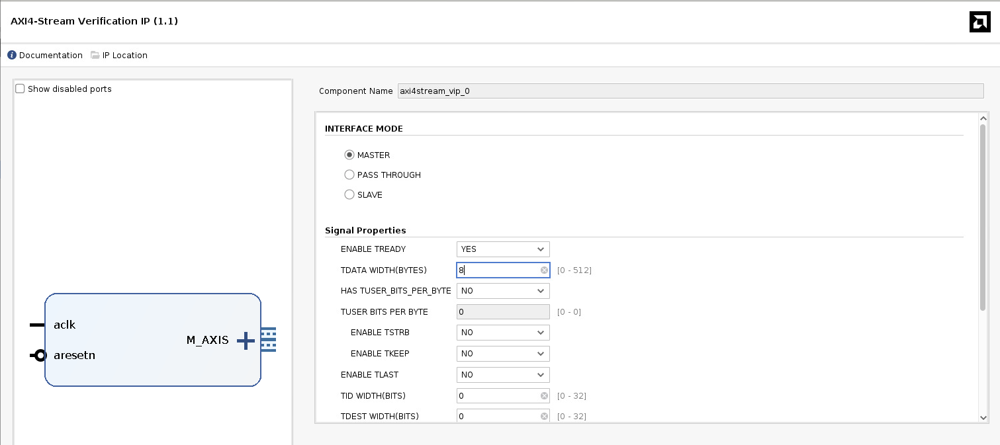 AXI4-Stream Verification IP (1.1)
Documentation IP Location
Show disabled ports
Component Name axi4stream_vip_0
INTERFACE MODE
MASTER
PASS THROUGH
SLAVE
Signal Properties
ENABLE TREADY YES
TDATA WIDTH(BYTES) 8 [0 - 512]
HAS TUSER_BITS_PER_BYTE NO
TUSER BITS PER BYTE 0 [0 - 0]
ENABLE TSTRB NO
ENABLE TKEEP NO
ENABLE TLAST NO
TID WIDTH(BITS) 0 [0 - 32]
TDEST WIDTH(BITS) 0 [0 - 32]
aclk
M_AXIS
aresetn